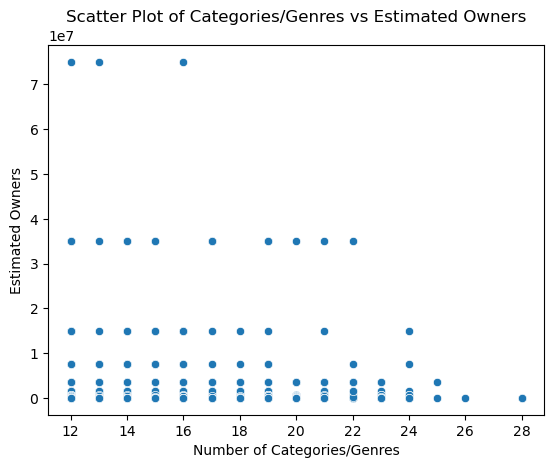 Scatter Plot of Categories/Genres vs Estimated Owners
1e7
7
6
5
4
3
2
1
0
Estimated Owners
12 14 16 18 20 22 24 26 28
Number of Categories/Genres